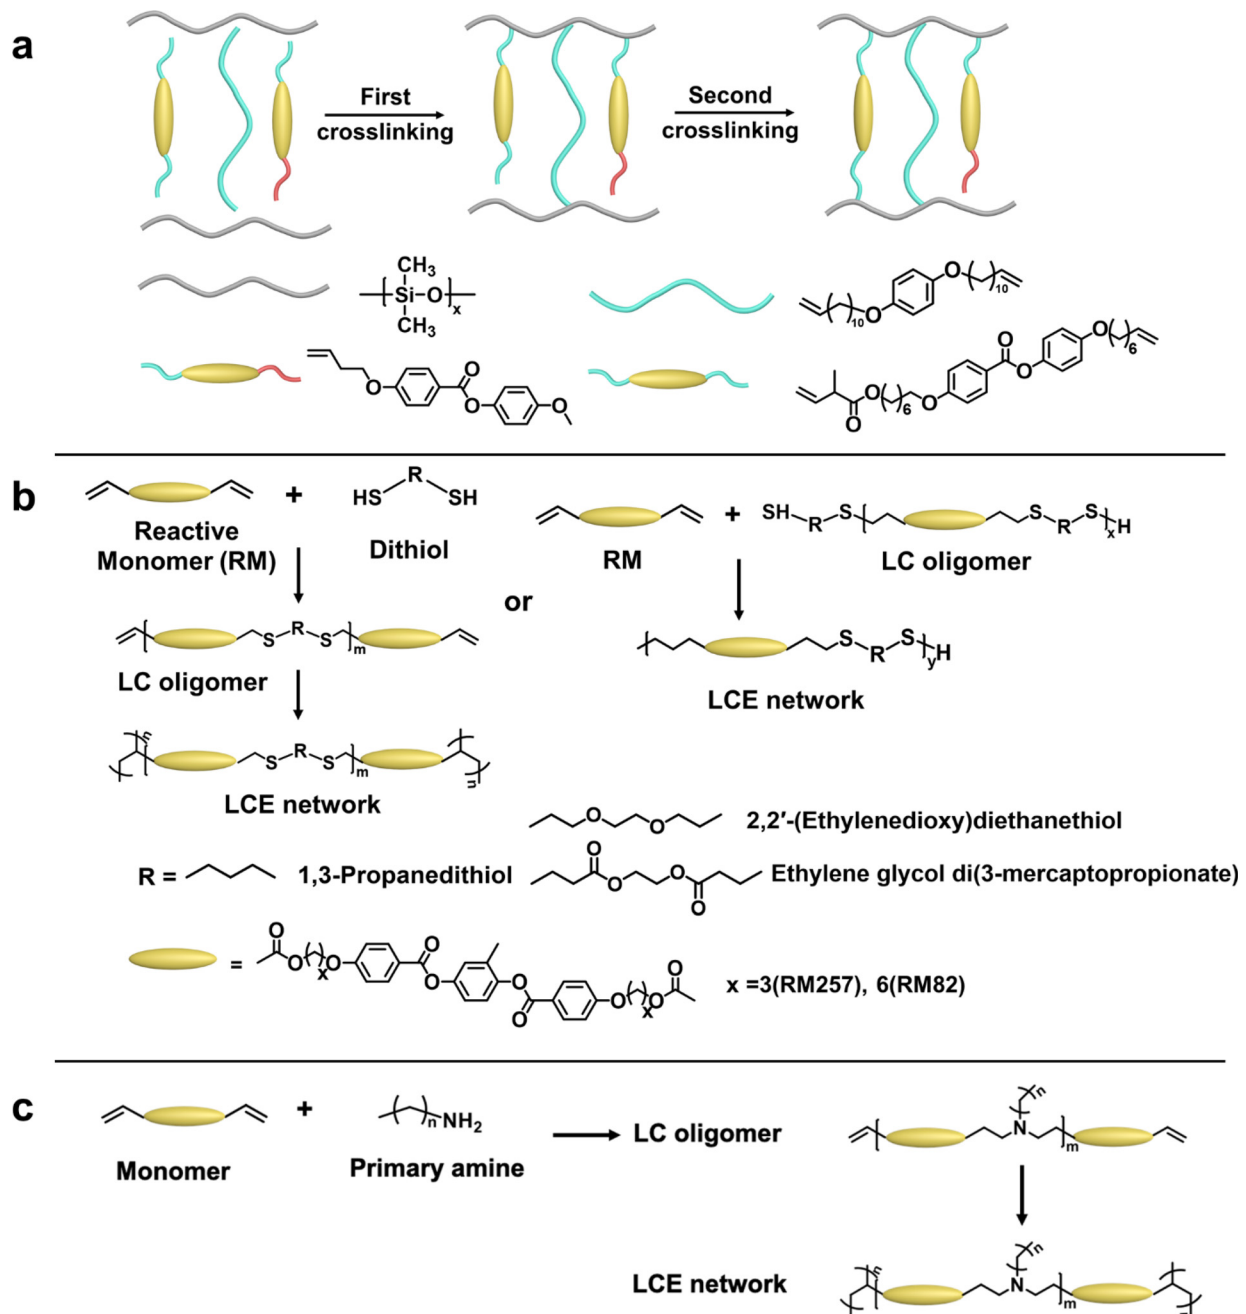 a
First
crosslinking
Second
crosslinking
CH3
Si O x
CH3
O 10
10 O
O O O O
O 6
O 6 O O O
O
b
+
R
HS SH
Reactive
Monomer (RM)
Dithiol
+
SH R S S R S x H
RM
LC oligomer
or
S R S m
LC oligomer
S R S y H
LCE network
n S R S m n
LCE network
O O
2,2′-(Ethylenedioxy)diethanethiol
R =
1,3-Propanedithiol
O O O O
Ethylene glycol di(3-mercaptopropionate)
=
O O x O O O O O O x O O
x =3(RM257), 6(RM82)
c
+
n NH2
Monomer
Primary amine
LC oligomer
n N m
LCE network
n n N m n